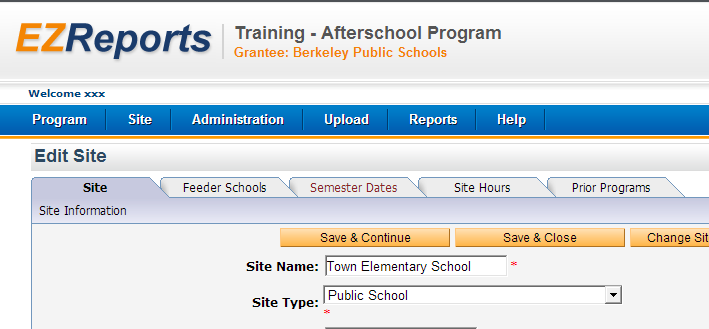 EZReports
Training - Afterschool Program
Grantee: Berkeley Public Schools
Welcome xxx
Program Site Administration Upload Reports Help
Edit Site
Site Feeder Schools Semester Dates Site Hours Prior Programs
Site Information
Save & Continue Save & Close Change Sit
Site Name: Town Elementary School *
Site Type: Public School
*